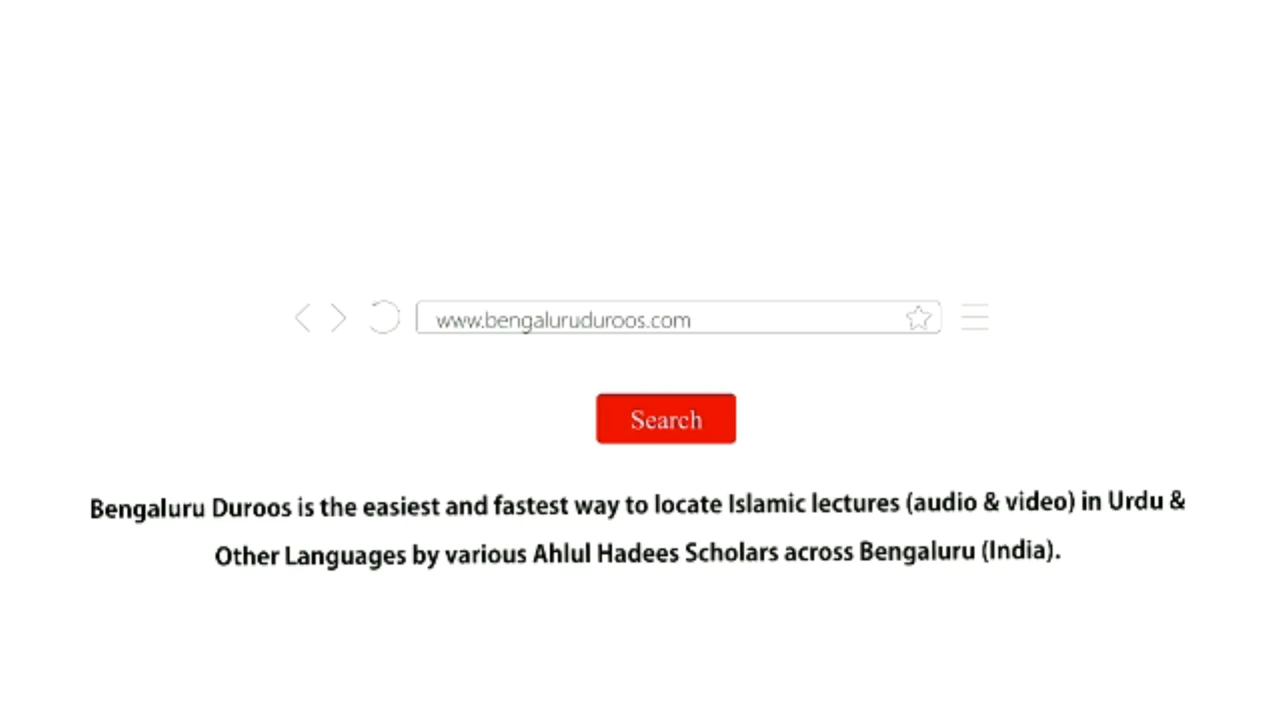 www.bengaluruduroos.com
Search
Bengaluru Duroos is the easiest and fastest way to locate Islamic lectures (audio & video) in Urdu &
Other Languages by various Ahlul Hadees Scholars across Bengaluru (India).